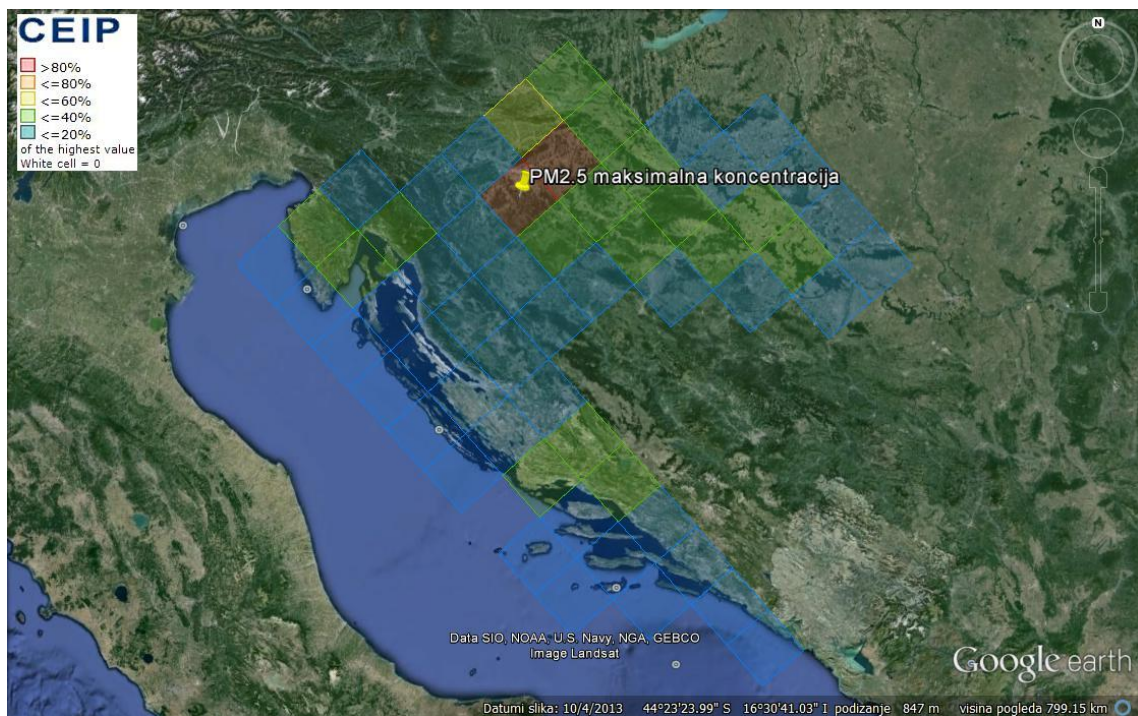 CEIP
>80%
<=80%
<=60%
<=40%
<=20%
of the highest value
White cell = 0
N
PM2.5 maksimalna koncentracija
Data SIO, NOAA, U.S. Navy, NGA, GEBCO
Image Landsat
Google earth
Datumi slika: 10/4/2013 44°23'23.99" S 16°30'41.03" I podizanje 847 m visina pogleda 799.15 km